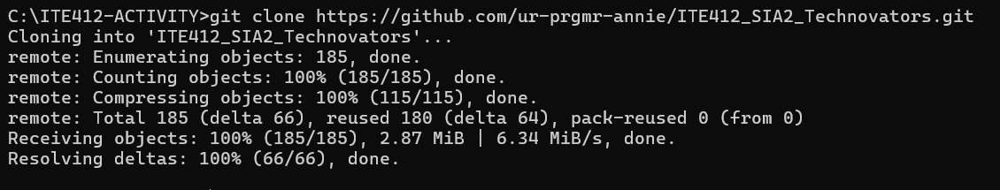 C:\ITE412-ACTIVITY>git clone https://github.com/ur-prgmr-annie/ITE412_SIA2_Technovators.git
Cloning into 'ITE412_SIA2_Technovators'...
remote: Enumerating objects: 185, done.
remote: Counting objects: 100% (185/185), done.
remote: Compressing objects: 100% (115/115), done.
remote: Total 185 (delta 66), reused 180 (delta 64), pack-reused 0 (from 0)
Receiving objects: 100% (185/185), 2.87 MiB | 6.34 MiB/s, done.
Resolving deltas: 100% (66/66), done.